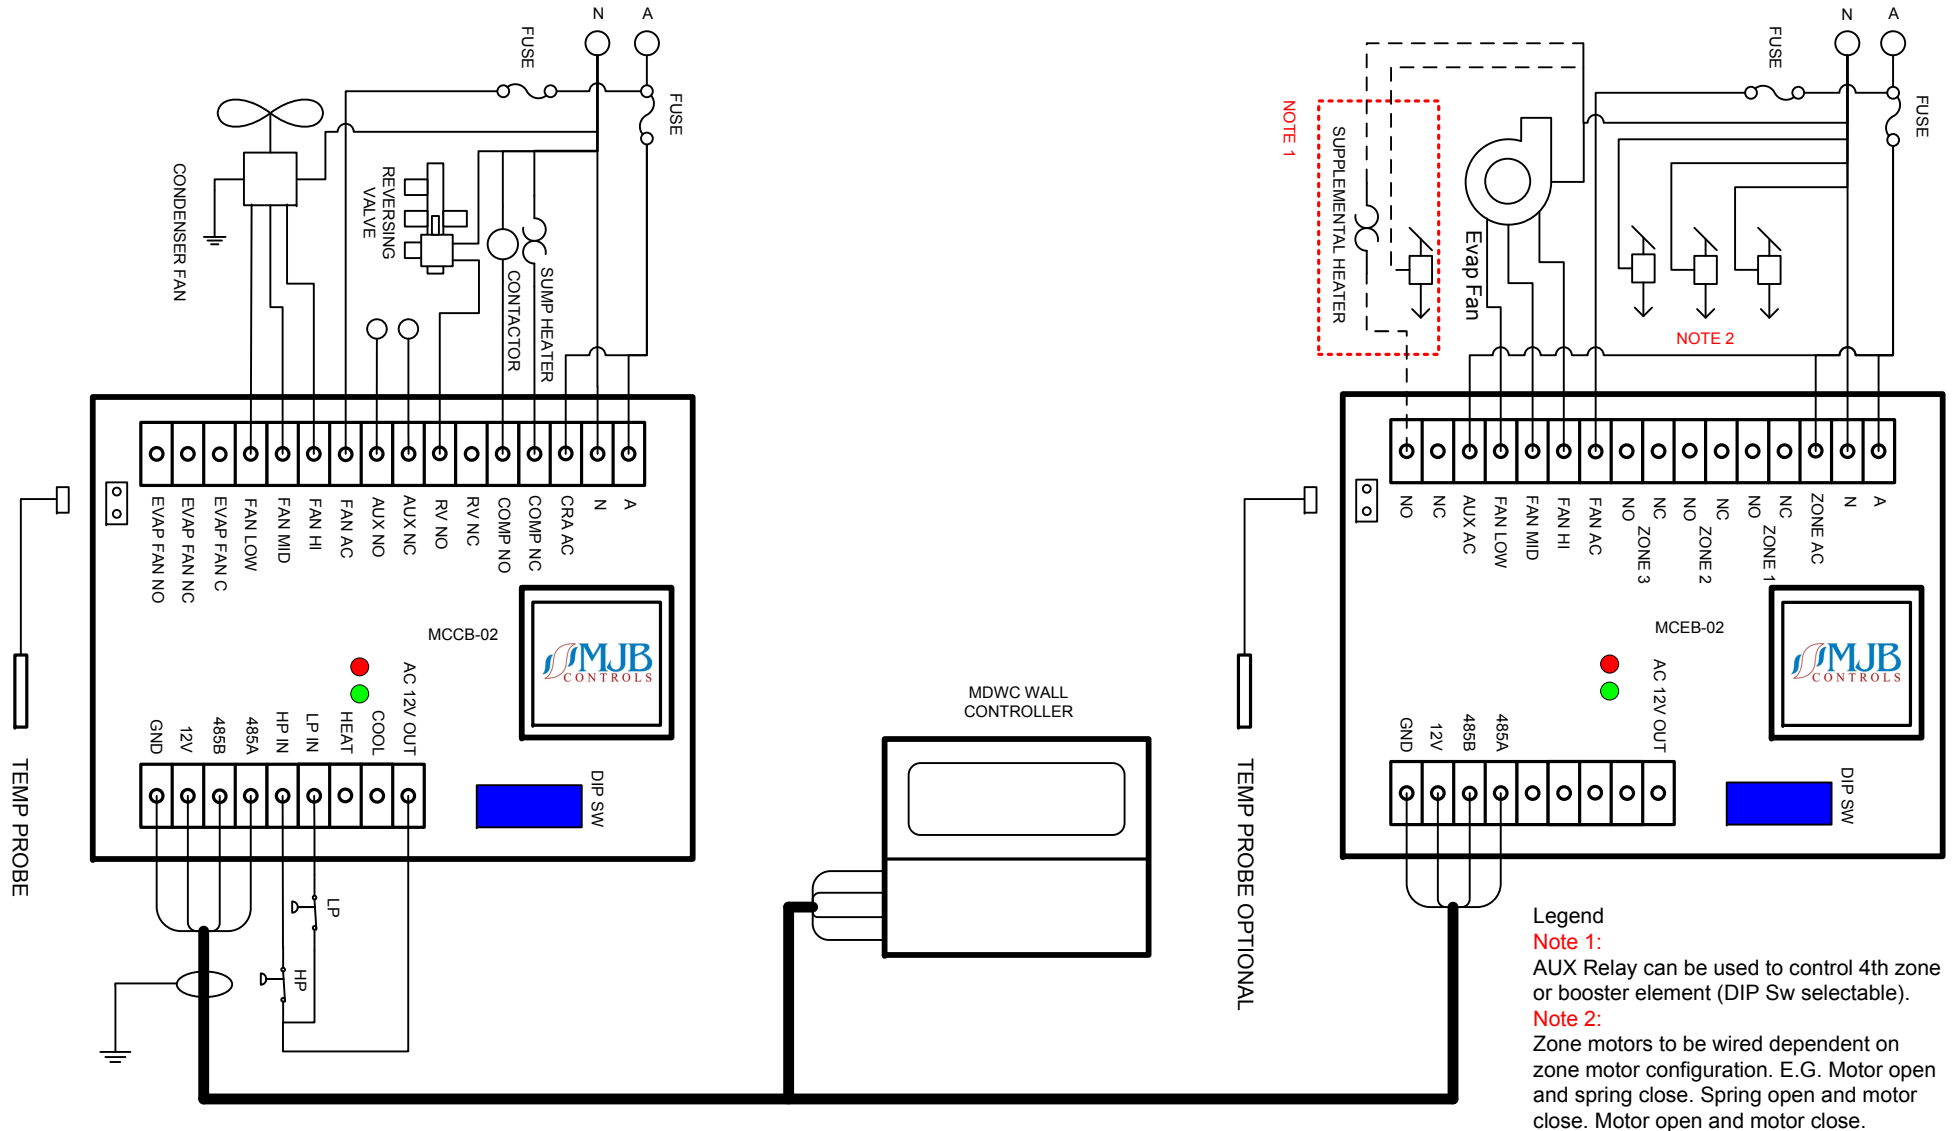 N
A
FUSE
FUSE
CONDENSER FAN
REVERSING
VALVE
CONTACTOR
SUMP HEATER
EVAP FAN NO
EVAP FAN NC
EVAP FAN C
FAN LOW
FAN MID
FAN HI
FAN AC
AUX NO
AUX NC
RV NO
RV NC
COMP NO
COMP NC
CRA AC
N
A
MCCB-02
MJB
CONTROLS
GND
12V
485B
485A
HP IN
LP IN
HEAT
COOL
AC 12V OUT
DIP SW
TEMP PROBE
LP
HP
MDWC WALL
CONTROLLER
N
A
FUSE
FUSE
NOTE 1
SUPPLEMENTAL HEATER
Evap Fan
NOTE 2
NO
NC
AUX AC
FAN LOW
FAN MID
FAN HI
FAN AC
NO
ZONE 3
NC
NO
ZONE 2
NC
NO
ZONE 1
NC
ZONE AC
N
A
MCEB-02
MJB
CONTROLS
GND
12V
485B
485A
AC 12V OUT
DIP SW
TEMP PROBE OPTIONAL
Legend
Note 1:
AUX Relay can be used to control 4th zone
or booster element (DIP Sw selectable).
Note 2:
Zone motors to be wired dependent on
zone motor configuration. E.G. Motor open
and spring close. Spring open and motor
close. Motor open and motor close.